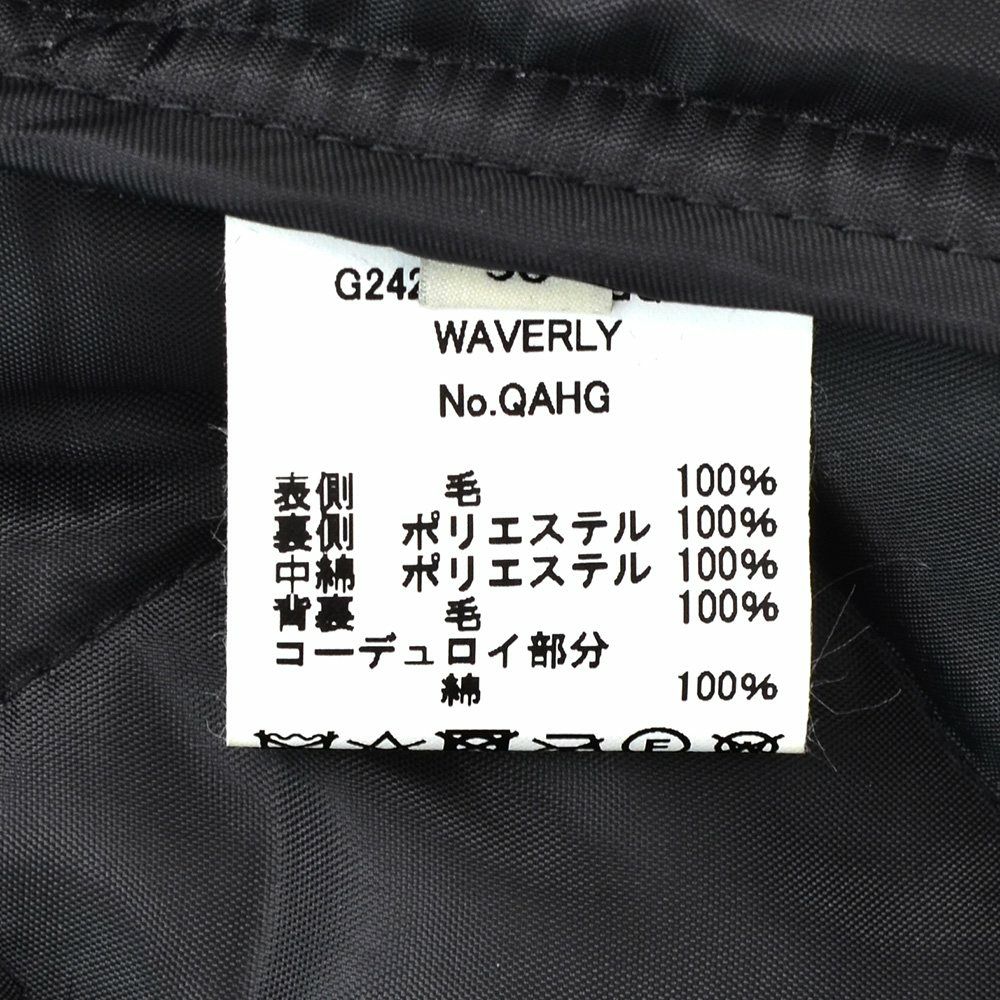 G242
WAVERLY
No.QAHG
表側 毛 100%
裏側 ポリエステル 100%
中綿 ポリエステル 100%
背裏 毛 100%
コーデュロイ部分
綿 100%